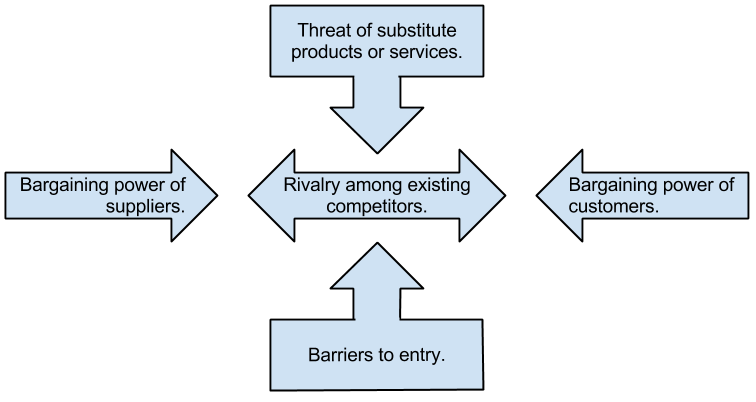 Threat of substitute
products or services.
Bargaining power of
suppliers.
Rivalry among existing
competitors.
Bargaining power of
customers.
Barriers to entry.